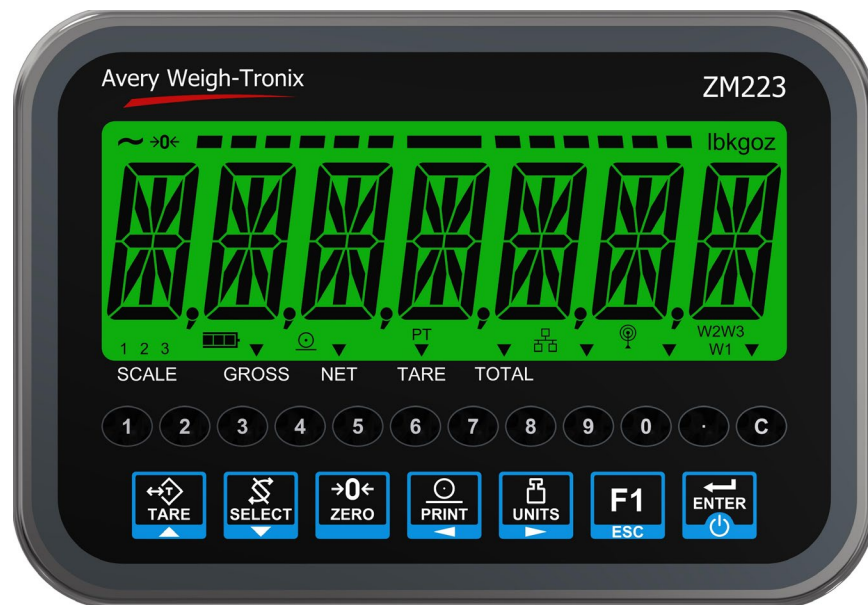 Avery Weigh-Tronix
ZM223
→0← lbkgoz
PT W2W3
1 2 3 W1
SCALE GROSS NET TARE TOTAL
1 2 3 4 5 6 7 8 9 0 . C
T →0← F1
TARE SELECT ZERO PRINT UNITS ESC ENTER